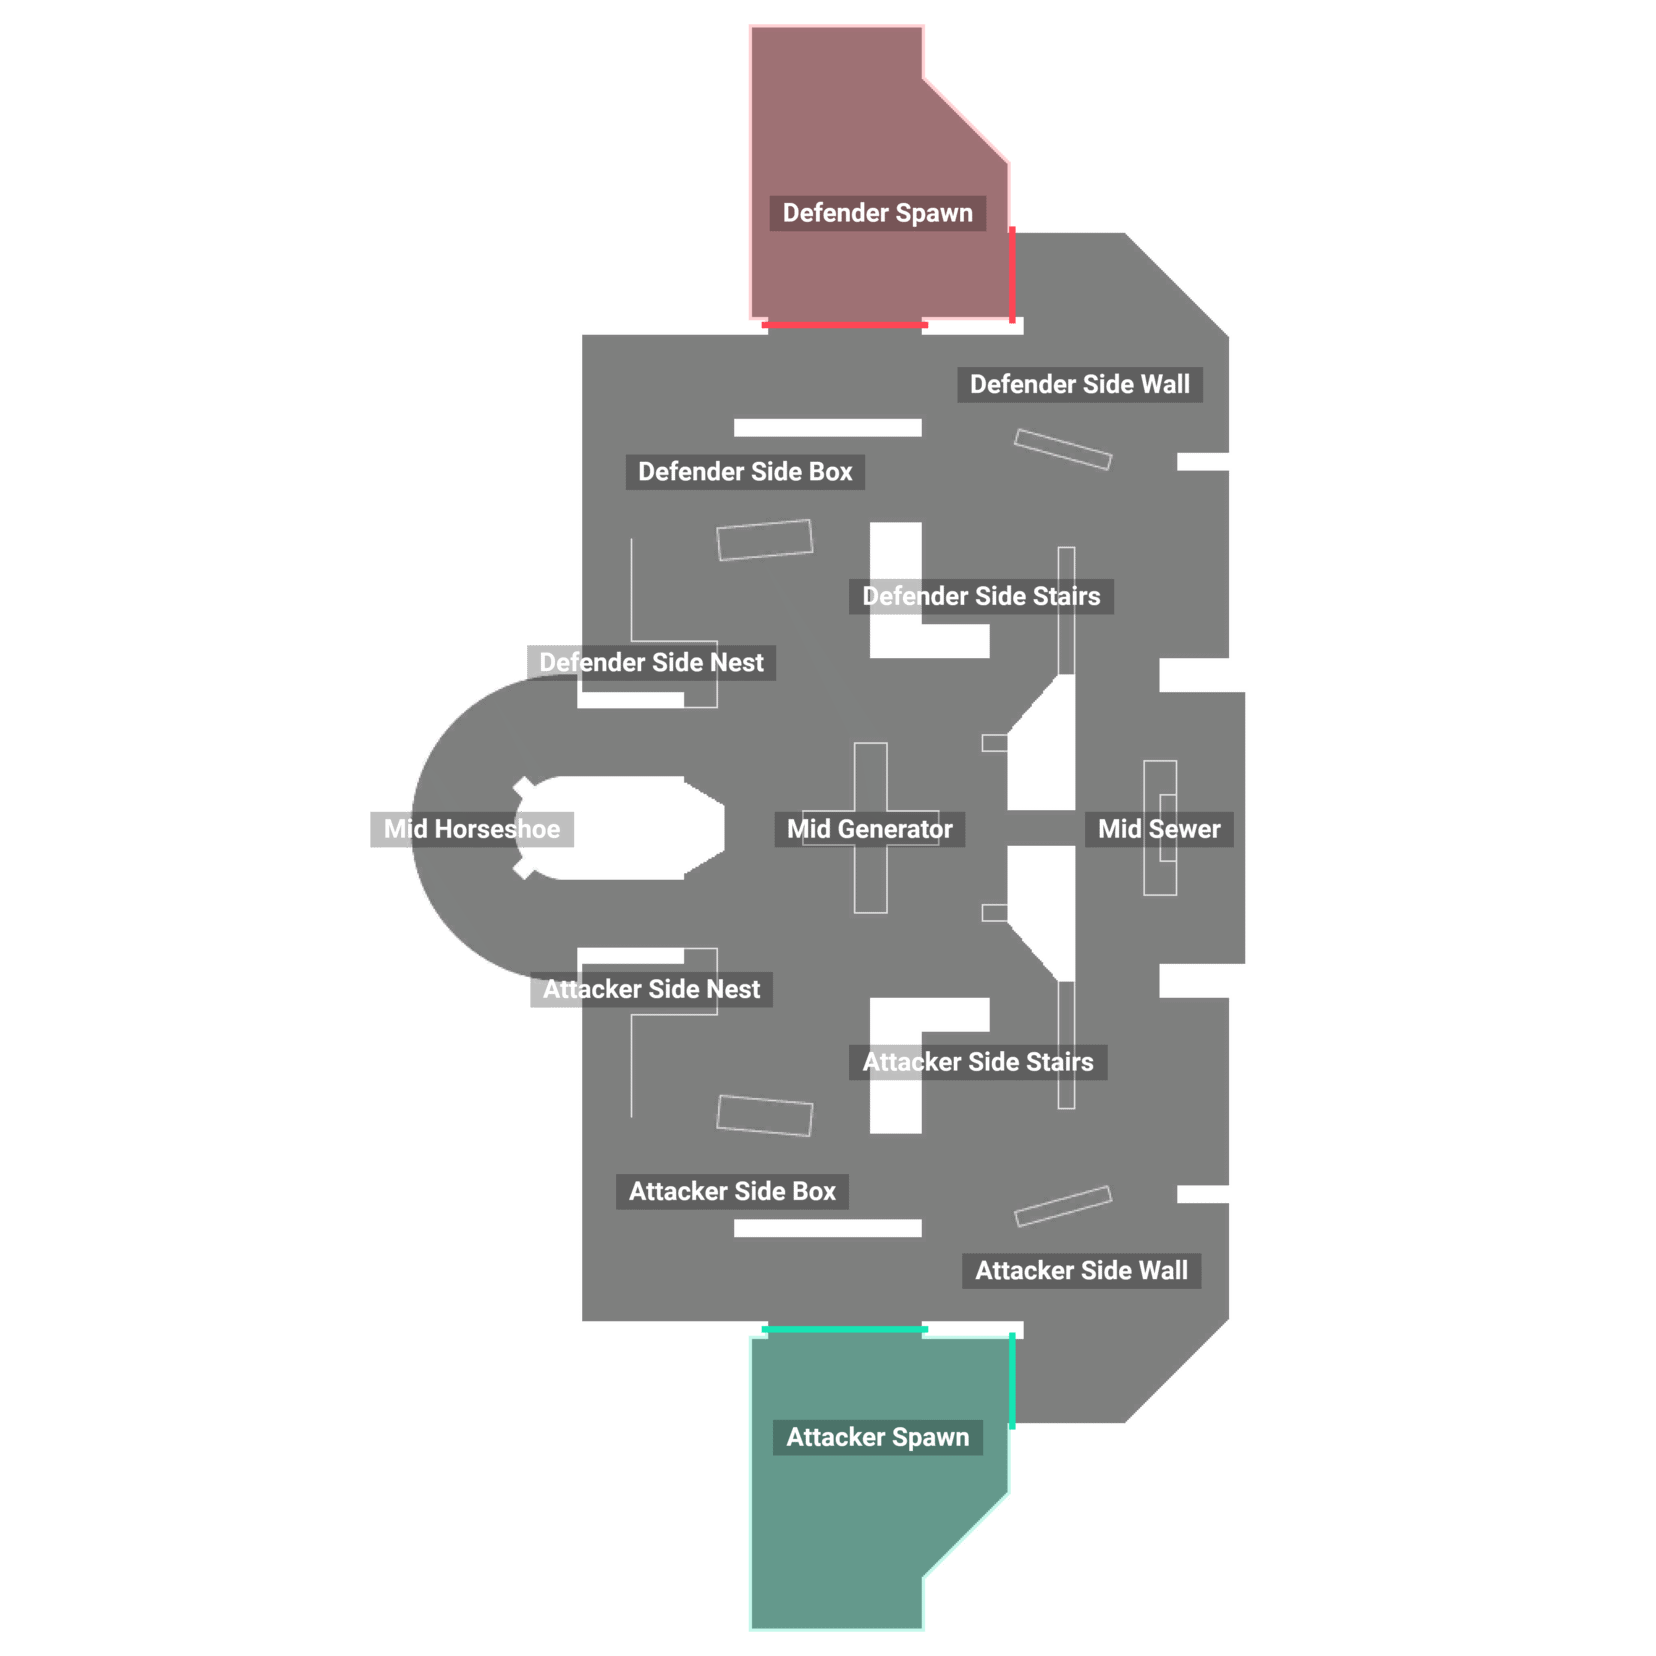 Defender Spawn
Defender Side Wall
Defender Side Box
Defender Side Stairs
Defender Side Nest
Mid Horseshoe
Mid Generator
Mid Sewer
Attacker Side Nest
Attacker Side Stairs
Attacker Side Box
Attacker Side Wall
Attacker Spawn